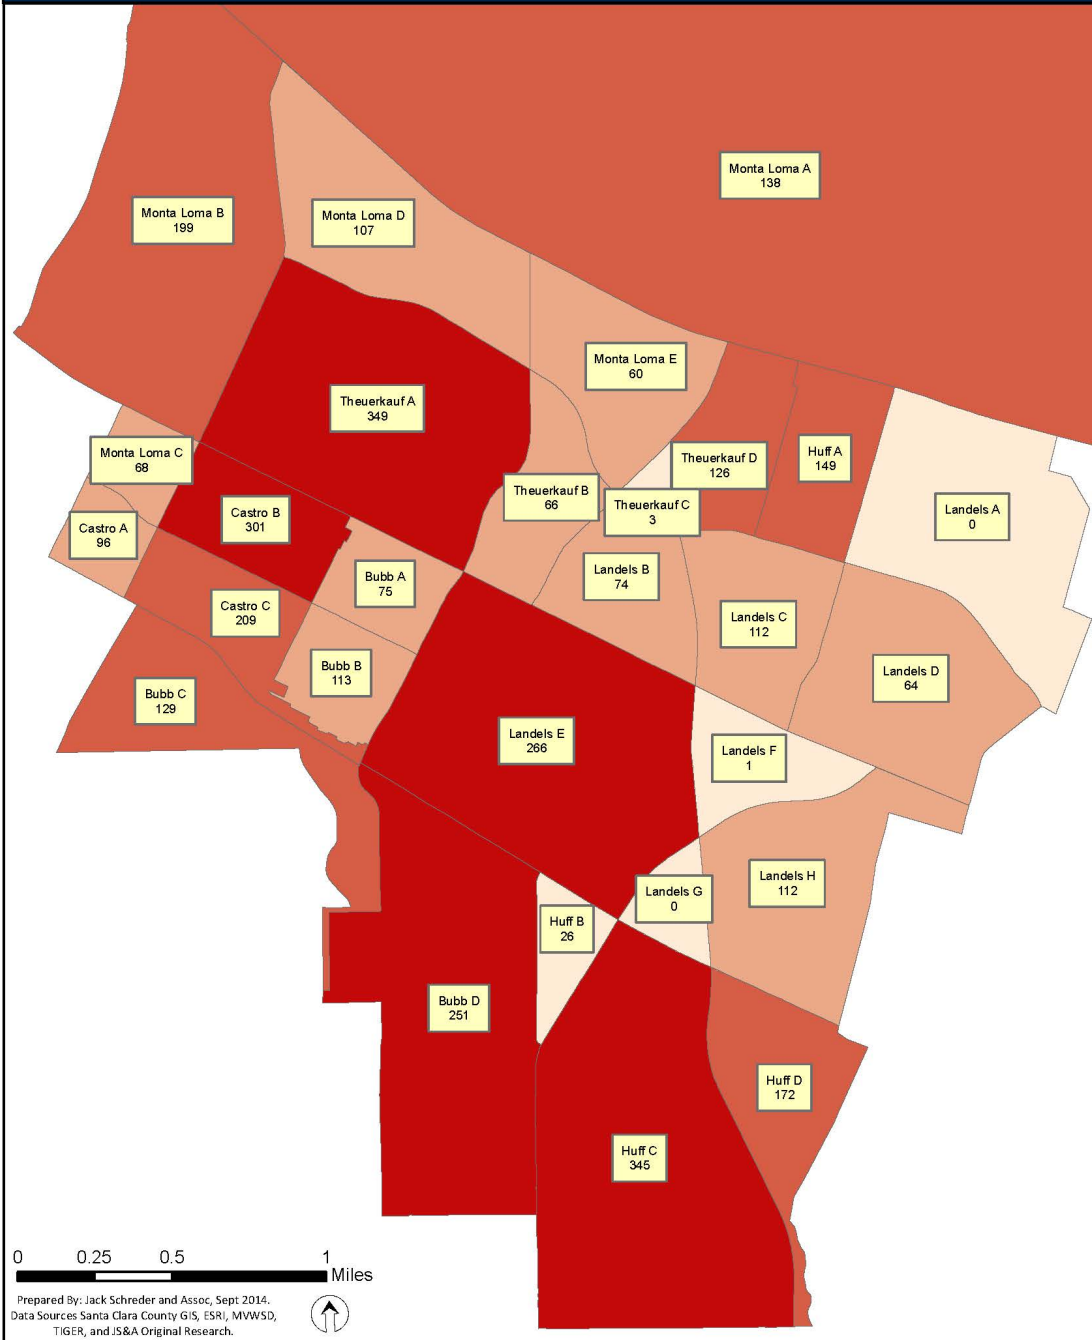 Monta Loma A
138
Monta Loma B
199
Monta Loma D
107
Monta Loma E
60
Theuerkauf A
349
Monta Loma C
68
Theuerkauf D
126
Huff A
149
Theuerkauf B
66
Theuerkauf C
3
Landels A
0
Castro B
301
Castro A
96
Bubb A
75
Landels B
74
Castro C
209
Landels C
112
Bubb B
113
Landels D
64
Bubb C
129
Landels E
266
Landels F
1
Landels H
112
Landels G
0
Huff B
26
Bubb D
251
Huff D
172
Huff C
345
0 0.25 0.5 1
Miles
Prepared By: Jack Schreder and Assoc, Sept 2014.
Data Sources Santa Clara County GIS, ESRI, MVWSD,
TIGER, and JS&A Original Research.